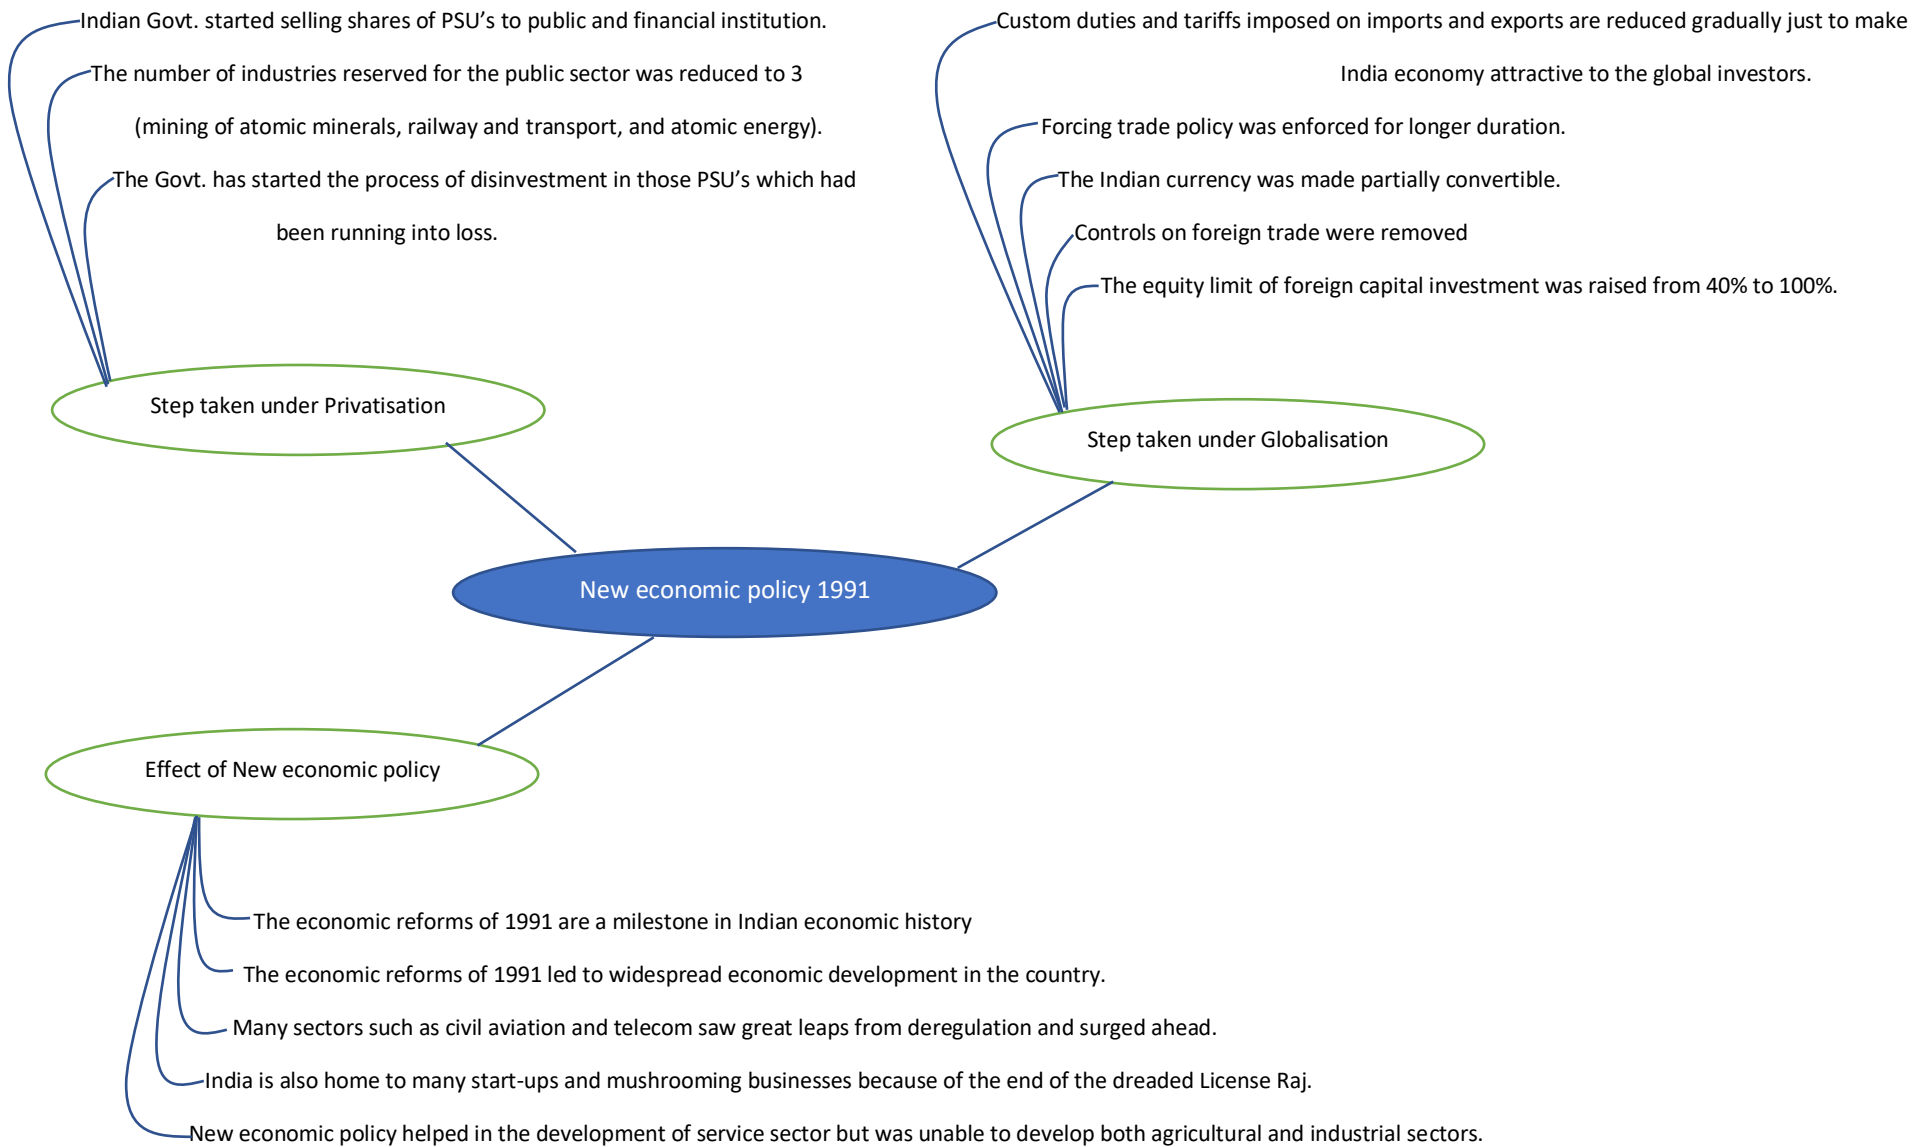 Indian Govt. started selling shares of PSU's to public and financial institution.
The number of industries reserved for the public sector was reduced to 3
(mining of atomic minerals, railway and transport, and atomic energy).
The Govt. has started the process of disinvestment in those PSU's which had
been running into loss.
Custom duties and tariffs imposed on imports and exports are reduced gradually just to make
India economy attractive to the global investors.
Forcing trade policy was enforced for longer duration.
The Indian currency was made partially convertible.
Controls on foreign trade were removed
The equity limit of foreign capital investment was raised from 40% to 100%.
Step taken under Privatisation
Step taken under Globalisation
New economic policy 1991
Effect of New economic policy
The economic reforms of 1991 are a milestone in Indian economic history
The economic reforms of 1991 led to widespread economic development in the country.
Many sectors such as civil aviation and telecom saw great leaps from deregulation and surged ahead.
India is also home to many start-ups and mushrooming businesses because of the end of the dreaded License Raj.
New economic policy helped in the development of service sector but was unable to develop both agricultural and industrial sectors.